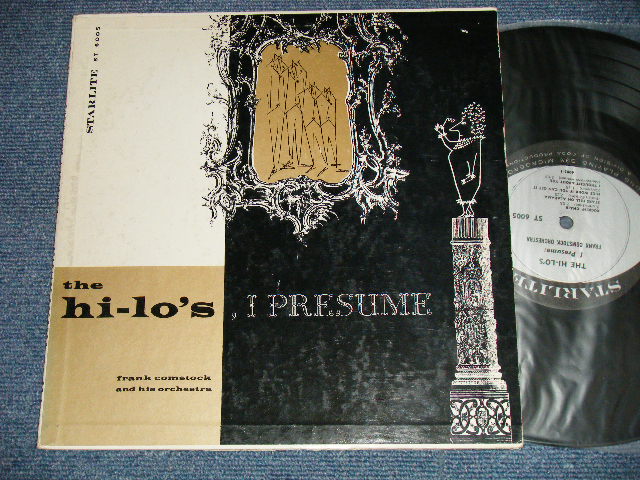 STARLITE ST 6005
the
hi-lo's, I PRESUME
frank comstock
and his orchestra
STARLITE
THE HI-LO'S
I Presume!
FRANK COMSTOCK ORCHESTRA
ST 6005